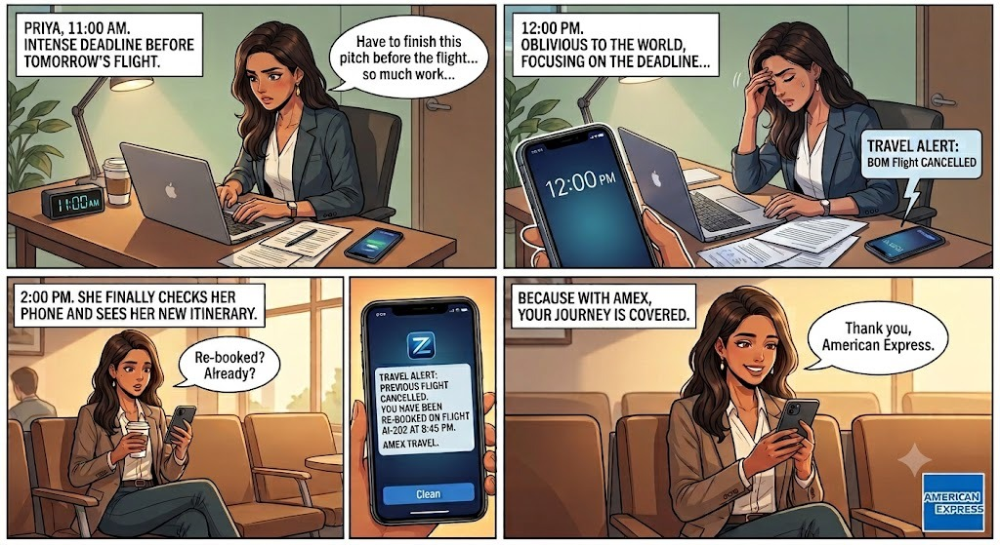 PRIYA, 11:00 AM.
INTENSE DEADLINE BEFORE
TOMORROW'S FLIGHT.
Have to finish this
pitch before the flight...
so much work...
11:00 AM
12:00 PM.
OBLIVIOUS TO THE WORLD,
FOCUSING ON THE DEADLINE...
12:00 PM
TRAVEL ALERT:
BOM Flight CANCELLED
2:00 PM. SHE FINALLY CHECKS HER
PHONE AND SEES HER NEW ITINERARY.
Re-booked?
Already?
Z
TRAVEL ALERT:
PREVIOUS FLIGHT
CANCELLED.
YOU HAVE BEEN
RE-BOOKED ON FLIGHT
AI-202 AT 8:45 PM.
AMEX TRAVEL.
Clean
BECAUSE WITH AMEX,
YOUR JOURNEY IS COVERED.
Thank you,
American Express.
AMERICAN
EXPRESS